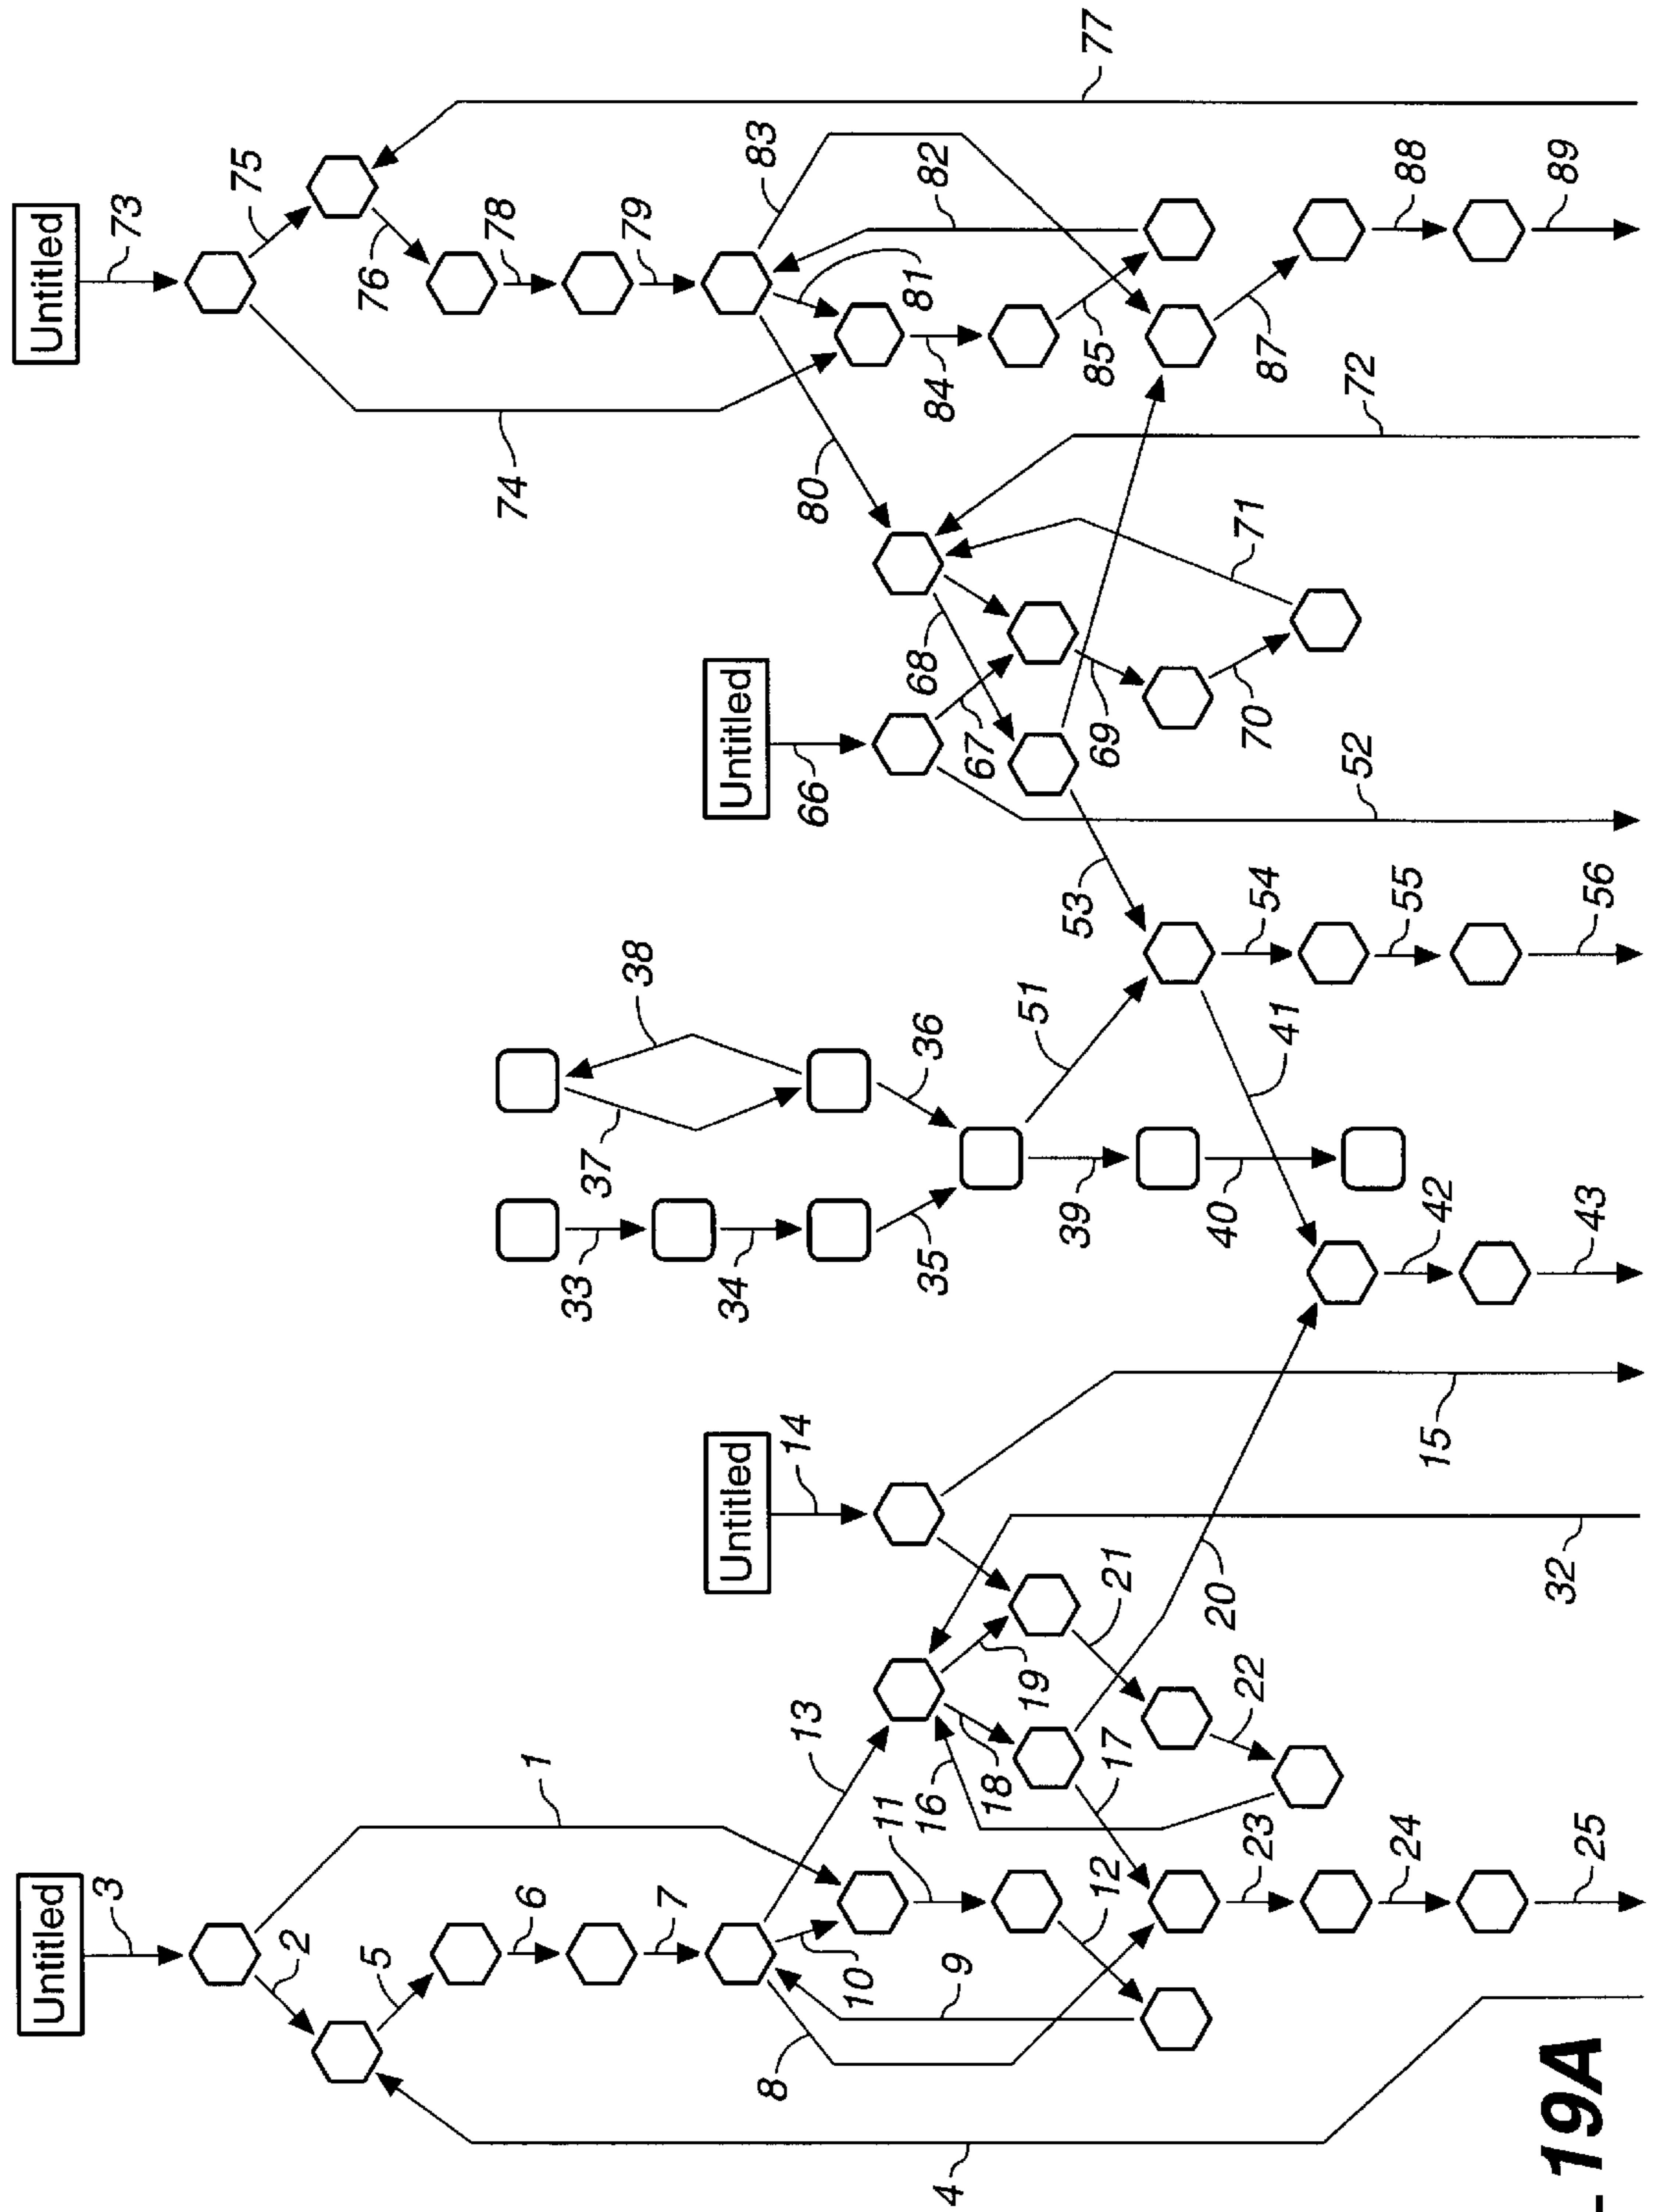 Untitled Untitled
3 73
2 75
5 76
6 1 74 78
33 37
7 38 79
Untitled 34 Untitled
8 83
13 14 66 80
10 11
16 35 36 68 84 81 82
4 9 67
18 19 51
12 17 21 39 53 69 85 77
20 40
23 22 41 54 70 71 87
52 72
24 15 42 55 88
25 32 43 56 89
- 19A